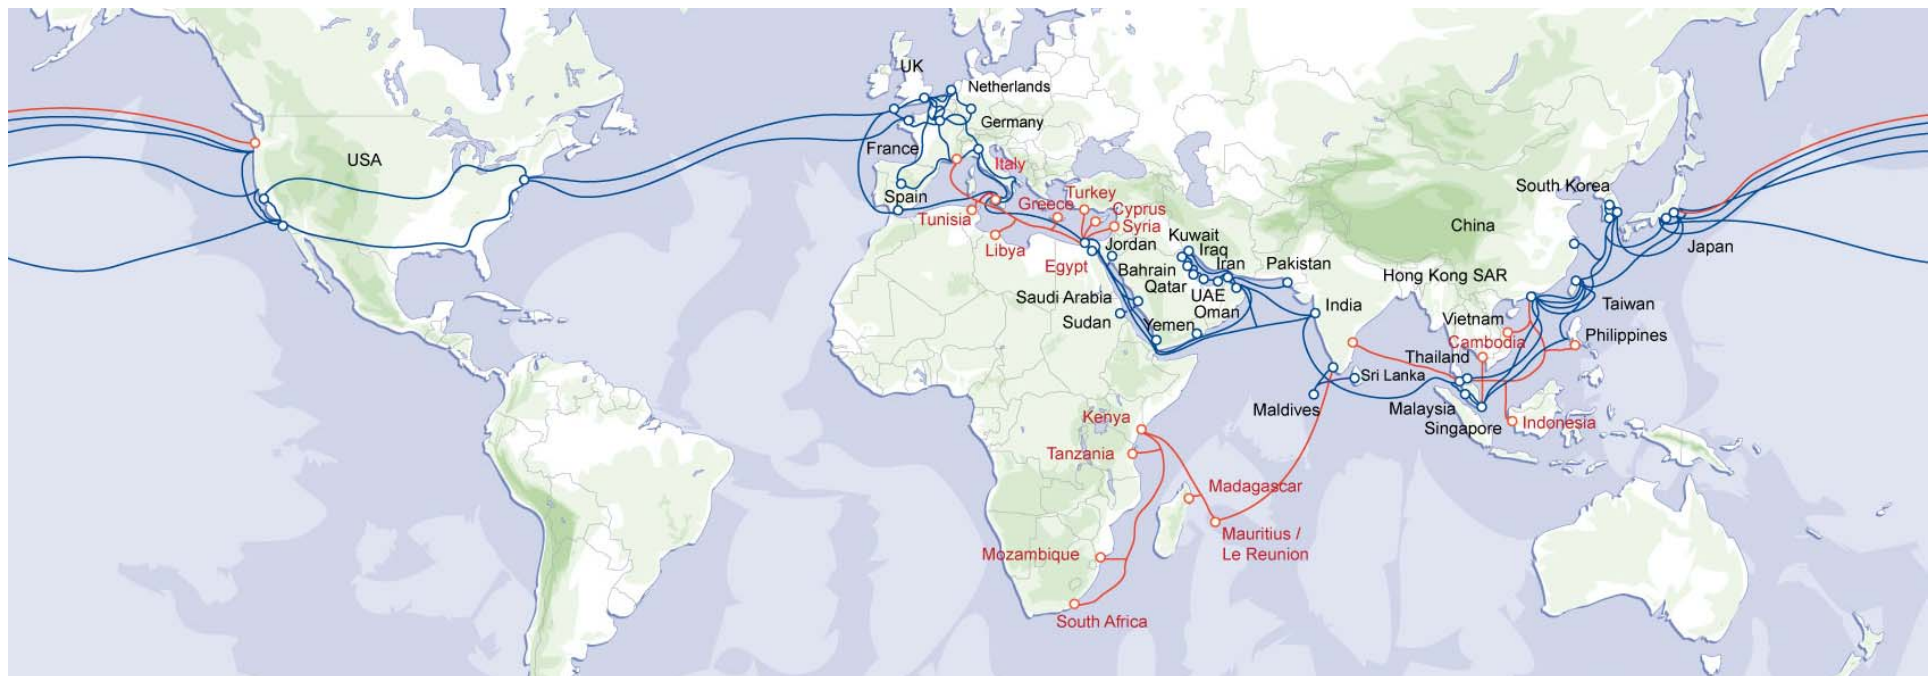 UK
Netherlands
Germany
USA
France
Italy
South Korea
Spain
Turkey
Greece
Cyprus
Tunisia
Syria
China
Kuwait
Japan
Libya
Jordan
Iraq
Egypt
Iran
Pakistan
Bahrain
Hong Kong SAR
Qatar
Saudi Arabia
UAE
India
Taiwan
Oman
Sudan
Yemen
Vietnam
Philippines
Cambodia
Thailand
Sri Lanka
Maldives
Malaysia
Kenya
Singapore
Indonesia
Tanzania
Madagascar
Mauritius /
Le Reunion
Mozambique
South Africa